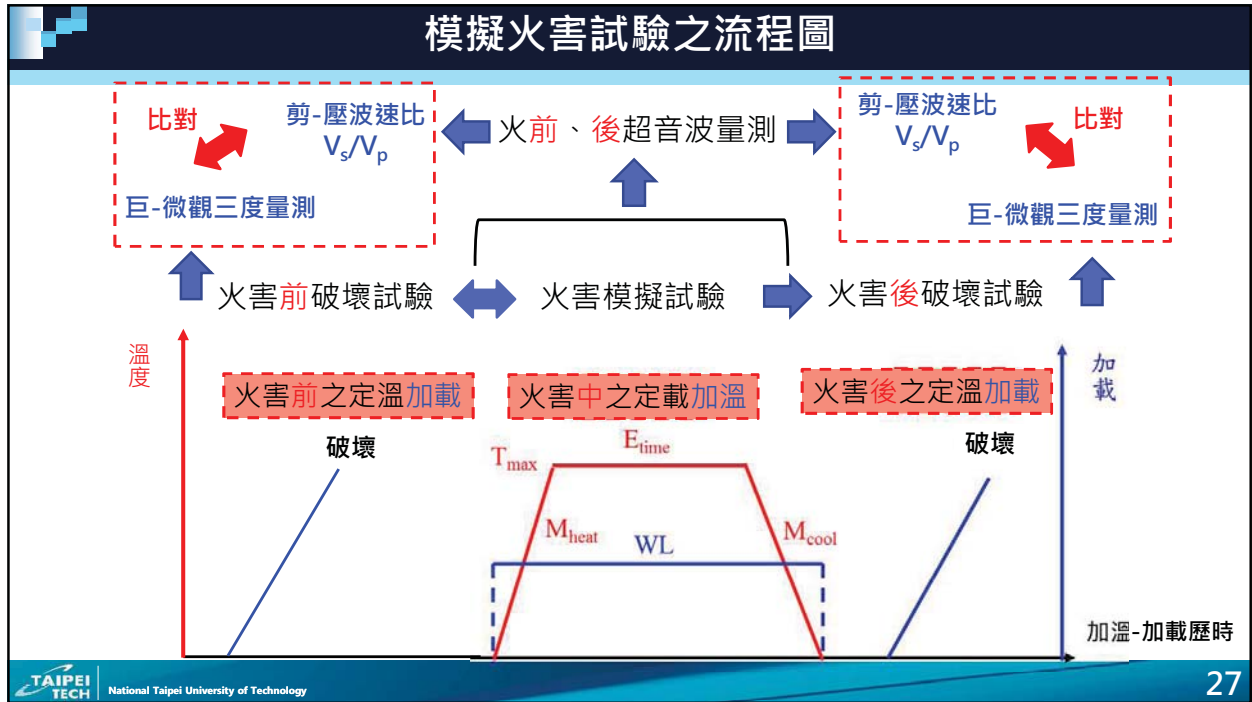 模擬火害試驗之流程圖
比對
剪-壓波速比
Vs/Vp
巨-微觀三度量測
火前、後超音波量測
剪-壓波速比
Vs/Vp
比對
巨-微觀三度量測
火害前破壞試驗
火害模擬試驗
火害後破壞試驗
溫度
火害前之定溫加載
火害中之定載加溫
火害後之定溫加載
加載
破壞
Tmax
Etime
破壞
Mheat
WL
Mcool
加溫-加載歷時
TAIPEI
TECH
National Taipei University of Technology
27